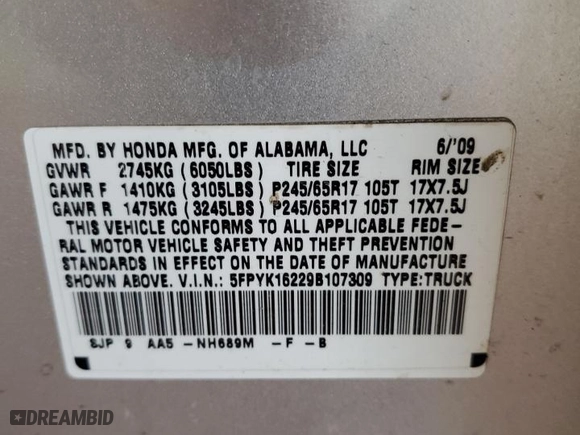 MFD. BY HONDA MFG. OF ALABAMA, LLC 6/'09
GVWR 2745KG (6050LBS) TIRE SIZE RIM SIZE
GAWR F 1410KG (3105LBS) P245/65R17 105T 17X7.5J
GAWR R 1475KG (3245LBS) P245/65R17 105T 17X7.5J
THIS VEHICLE CONFORMS TO ALL APPLICABLE FEDE-
RAL MOTOR VEHICLE SAFETY AND THEFT PREVENTION
STANDARDS IN EFFECT ON THE DATE OF MANUFACTURE
SHOWN ABOVE. V.I.N.: 5FPYK16229B107309 TYPE:TRUCK
SJP 9 AA5 -NH689M -F -B
DREAMBID